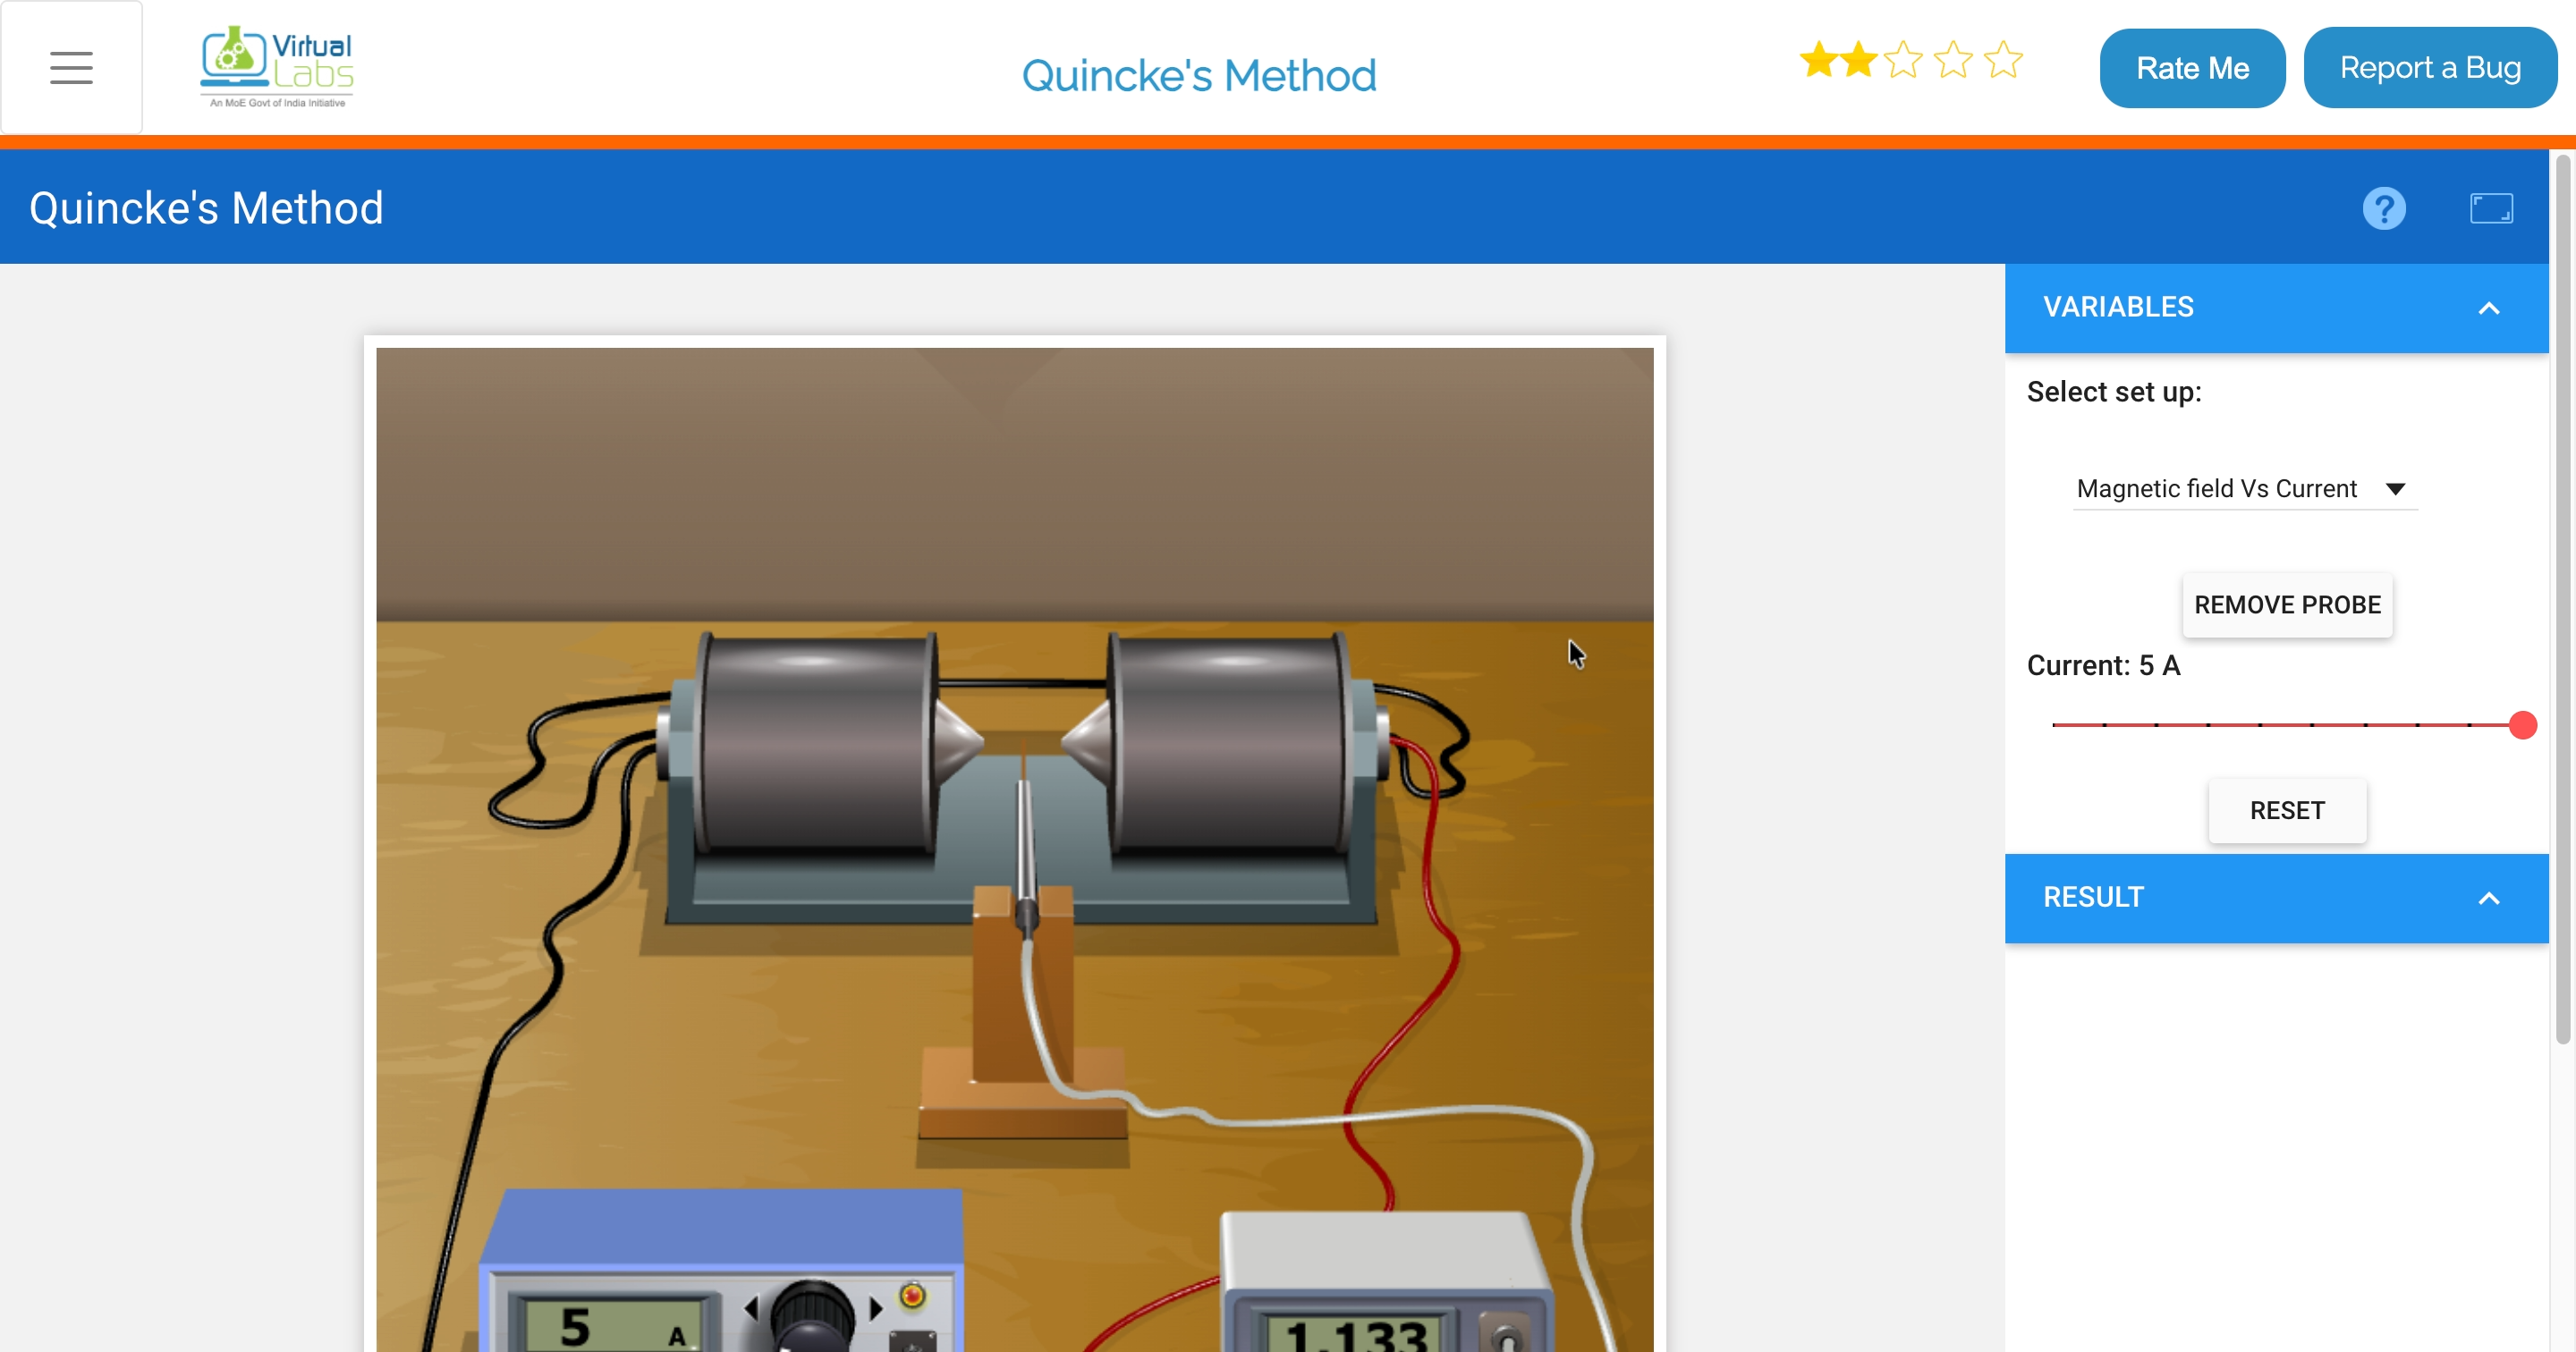 Virtual
Labs
An MoE Govt of India Initiative
Quincke's Method
Rate Me
Report a Bug
Quincke's Method
?
VARIABLES
Select set up:
Magnetic field Vs Current
REMOVE PROBE
Current: 5 A
RESET
RESULT
5 A
1.133